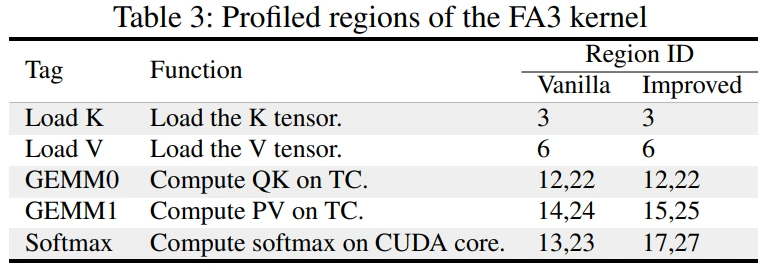 Table 3: Profiled regions of the FA3 kernel
Tag Function Region ID
Vanilla Improved
Load K Load the K tensor. 3 3
Load V Load the V tensor. 6 6
GEMM0 Compute QK on TC. 12,22 12,22
GEMM1 Compute PV on TC. 14,24 15,25
Softmax Compute softmax on CUDA core. 13,23 17,27